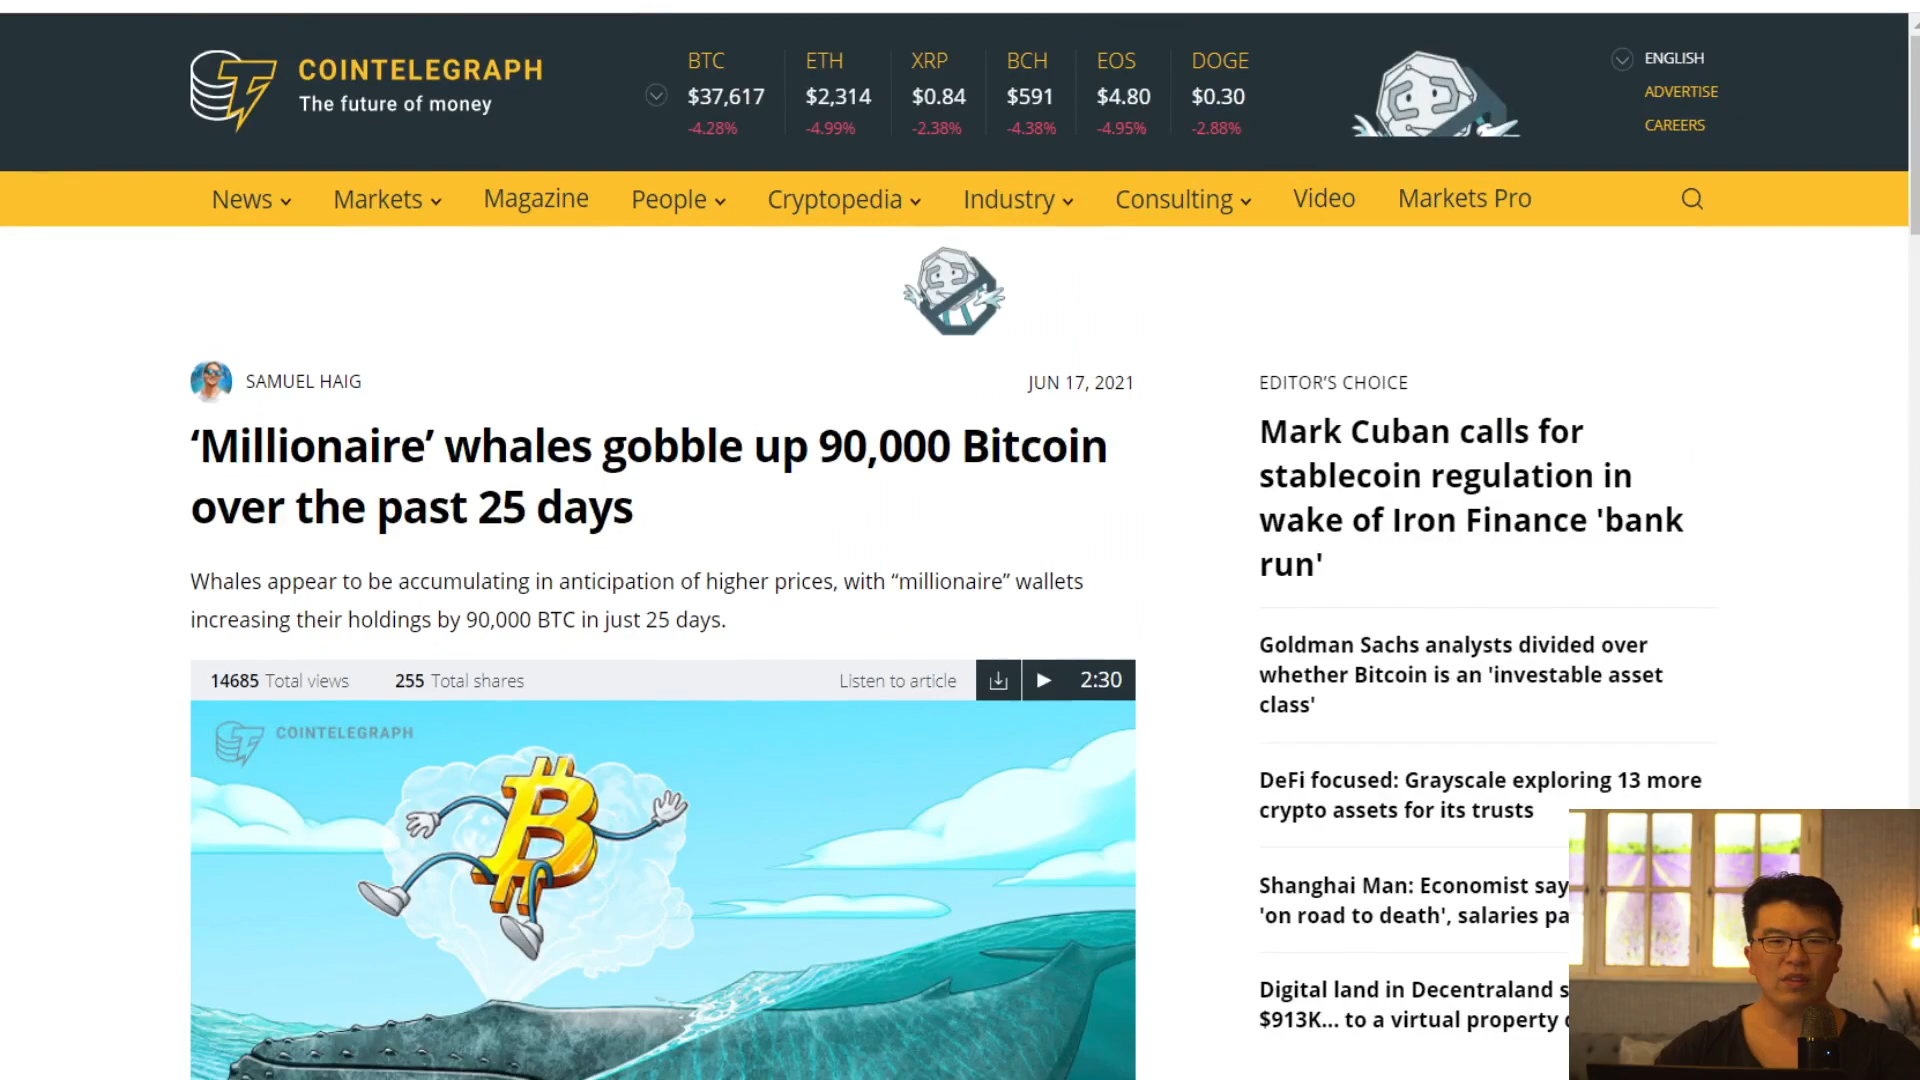 COINTELEGRAPH
The future of money
BTC
$37,617
-4.28%
ETH
$2,314
-4.99%
XRP
$0.84
-2.38%
BCH
$591
-4.38%
EOS
$4.80
-4.95%
DOGE
$0.30
-2.88%
ENGLISH
ADVERTISE
CAREERS
News
Markets
Magazine
People
Cryptopedia
Industry
Consulting
Video
Markets Pro
SAMUEL HAIG
JUN 17, 2021
‘Millionaire’ whales gobble up 90,000 Bitcoin
over the past 25 days
Whales appear to be accumulating in anticipation of higher prices, with “millionaire” wallets
increasing their holdings by 90,000 BTC in just 25 days.
14685 Total views
255 Total shares
Listen to article
2:30
COINTELEGRAPH
EDITOR’S CHOICE
Mark Cuban calls for
stablecoin regulation in
wake of Iron Finance 'bank
run'
Goldman Sachs analysts divided over
whether Bitcoin is an 'investable asset
class'
DeFi focused: Grayscale exploring 13 more
crypto assets for its trusts
Shanghai Man: Economist say
'on road to death', salaries pa
Digital land in Decentraland s
$913K... to a virtual property